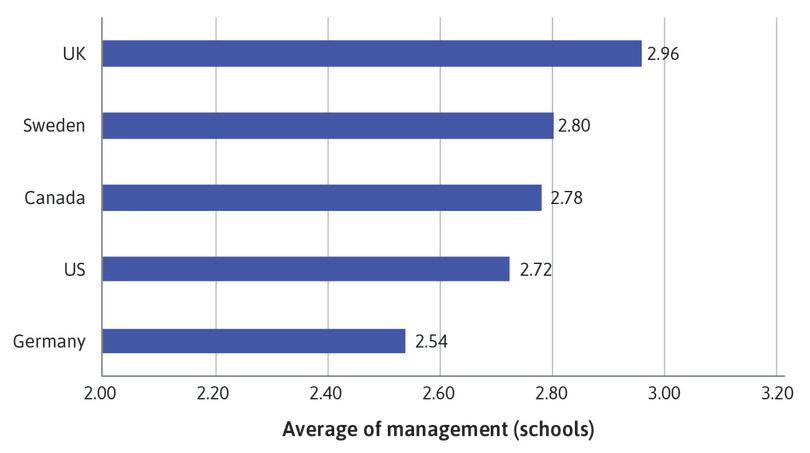 UK 2.96
Sweden 2.80
Canada 2.78
US 2.72
Germany 2.54
2.00 2.20 2.40 2.60 2.80 3.00 3.20
Average of management (schools)